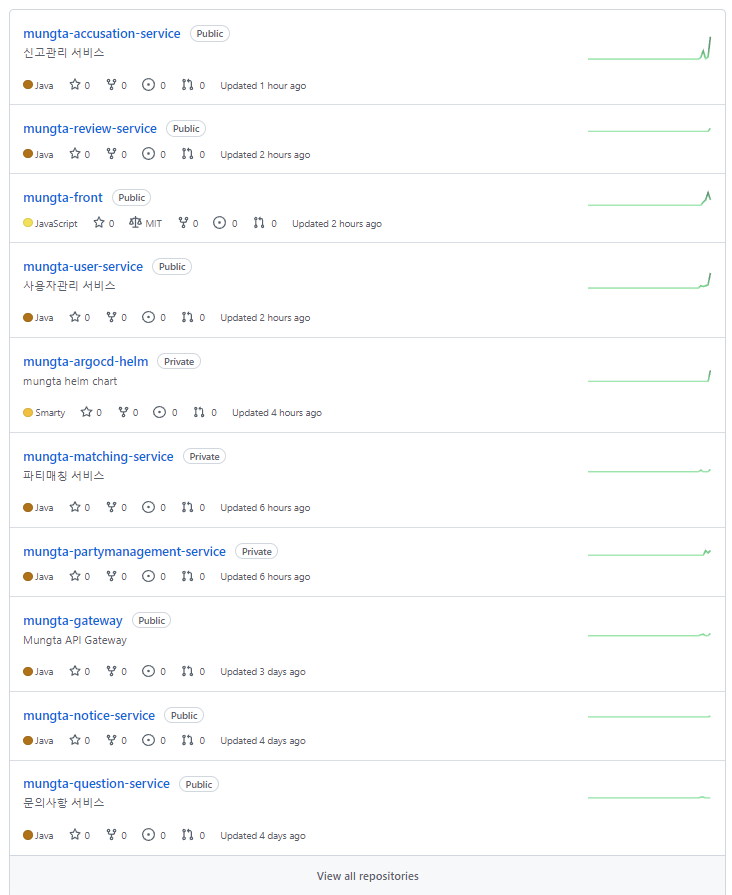 mungta-accusation-service Public
신고관리 서비스
Java 0 0 0 0 Updated 1 hour ago
mungta-review-service Public
Java 0 0 0 0 Updated 2 hours ago
mungta-front Public
JavaScript 0 MIT 0 0 0 Updated 2 hours ago
mungta-user-service Public
사용자관리 서비스
Java 0 0 0 0 Updated 2 hours ago
mungta-argocd-helm Private
mungta helm chart
Smarty 0 0 0 0 Updated 4 hours ago
mungta-matching-service Private
파티매칭 서비스
Java 0 0 0 0 Updated 6 hours ago
mungta-partymanagement-service Private
Java 0 0 0 0 Updated 6 hours ago
mungta-gateway Public
Mungta API Gateway
Java 0 0 0 0 Updated 3 days ago
mungta-notice-service Public
Java 0 0 0 0 Updated 4 days ago
mungta-question-service Public
문의사항 서비스
Java 0 0 0 0 Updated 4 days ago
View all repositories